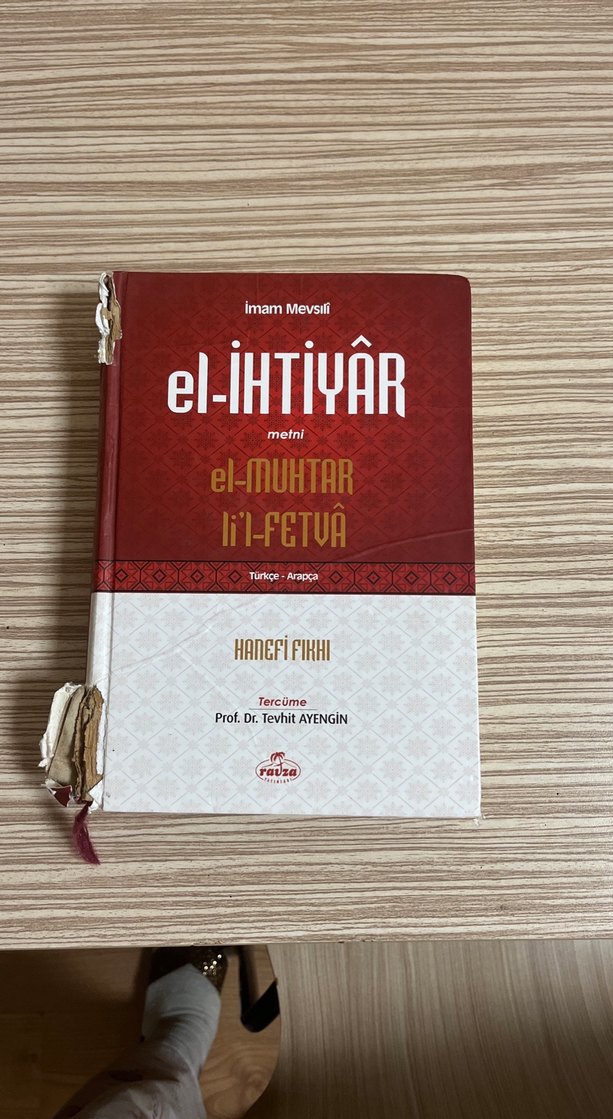 İmam Mevsılî
el-İHTİYÂR
metni
el-MUHTAR
li'l-FETVÂ
Türkçe - Arapça
HANEFİ FIKHI
Tercüme
Prof. Dr. Tevhit AYENGİN
ravza
YAYINLARI